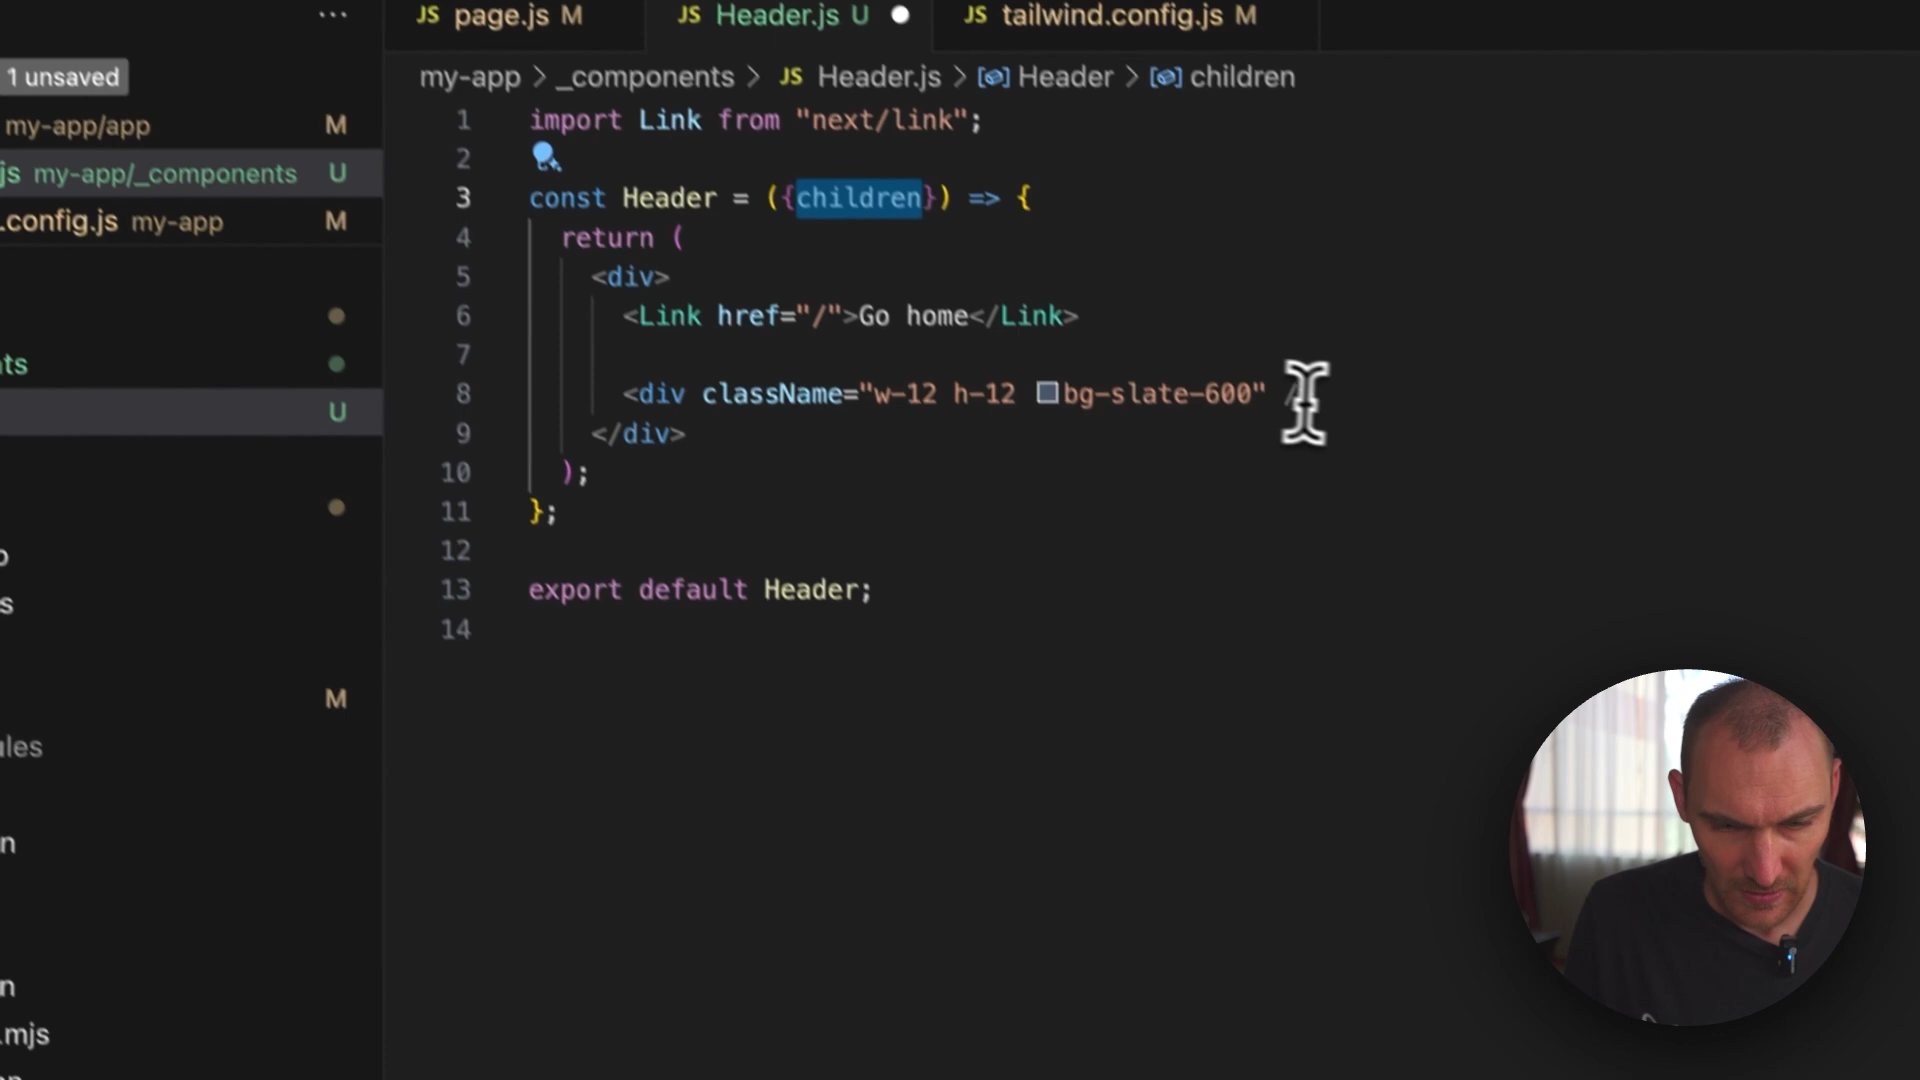 ...
JS page.js M
JS Header.js U
JS tailwind.config.js M
1 unsaved
my-app > _components > JS Header.js > Header > children
my-app/app M
js my-app/_components U
.config.js my-app M
U
M
.mjs
1 import Link from "next/link";
2
3 const Header = ({children}) => {
4 return (
5 <div>
6 <Link href="/">Go home</Link>
7
8 <div className="w-12 h-12 bg-slate-600" /
9 </div>
10 );
11 };
12
13 export default Header;
14